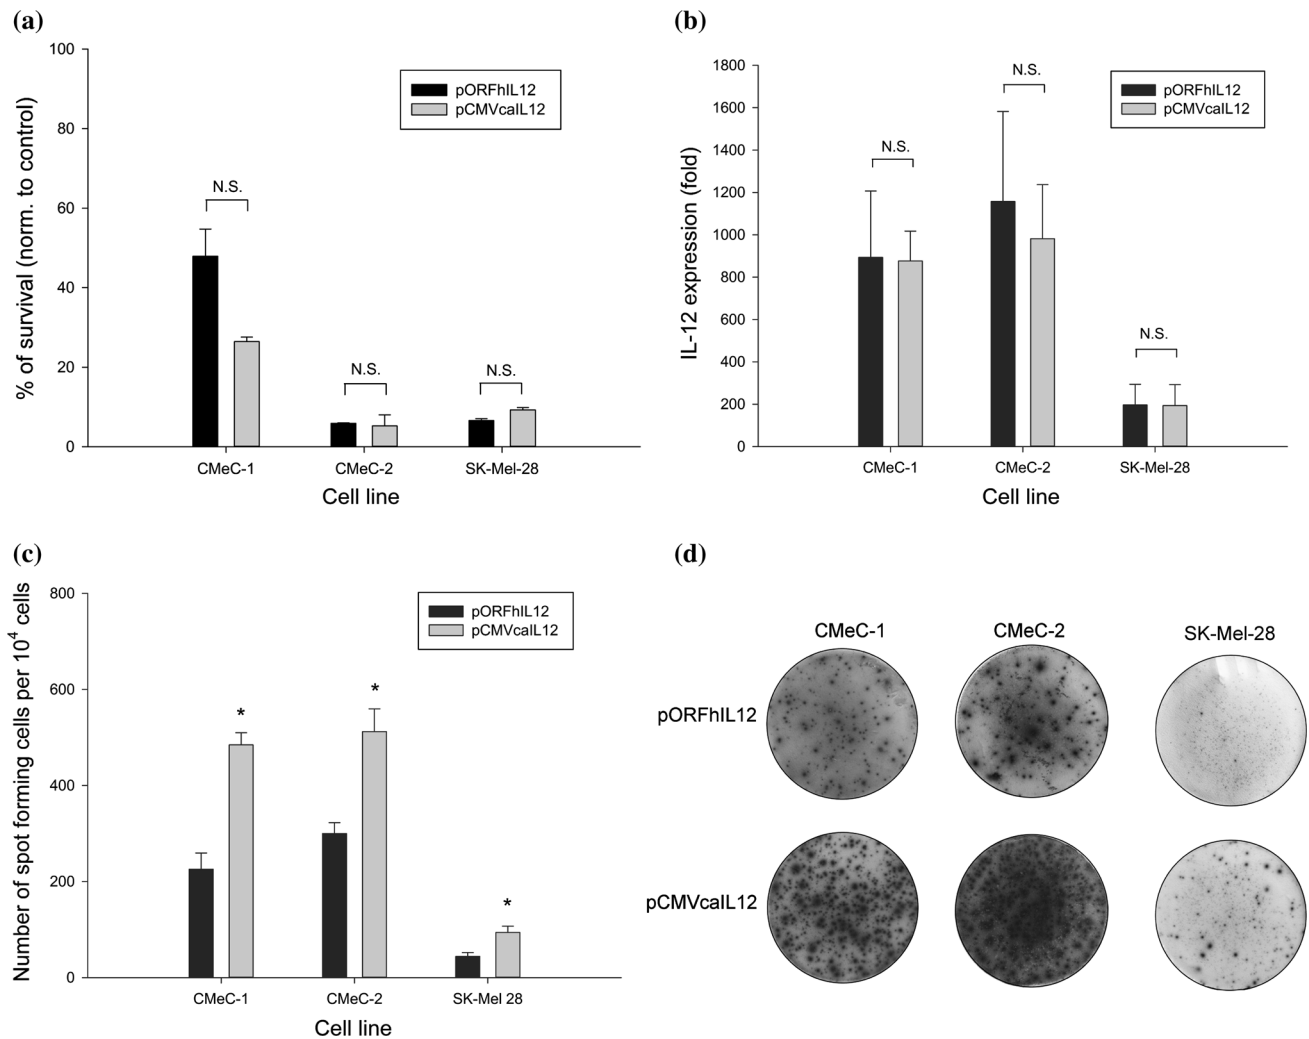 (a)
100
80
60
40
20
0
% of survival (norm. to control)
pORFhIL12
pCMVcaIL12
N.S.
N.S.
N.S.
CMeC-1
CMeC-2
SK-Mel-28
Cell line
(b)
1800
1600
1400
1200
1000
800
600
400
200
0
IL-12 expression (fold)
pORFhIL12
pCMVcaIL12
N.S.
N.S.
N.S.
CMeC-1
CMeC-2
SK-Mel-28
Cell line
(c)
800
600
400
200
0
Number of spot forming cells per 10⁴ cells
pORFhIL12
pCMVcaIL12
*
*
*
CMeC-1
CMeC-2
SK-Mel 28
Cell line
(d)
CMeC-1
CMeC-2
SK-Mel-28
pORFhIL12
pCMVcaIL12